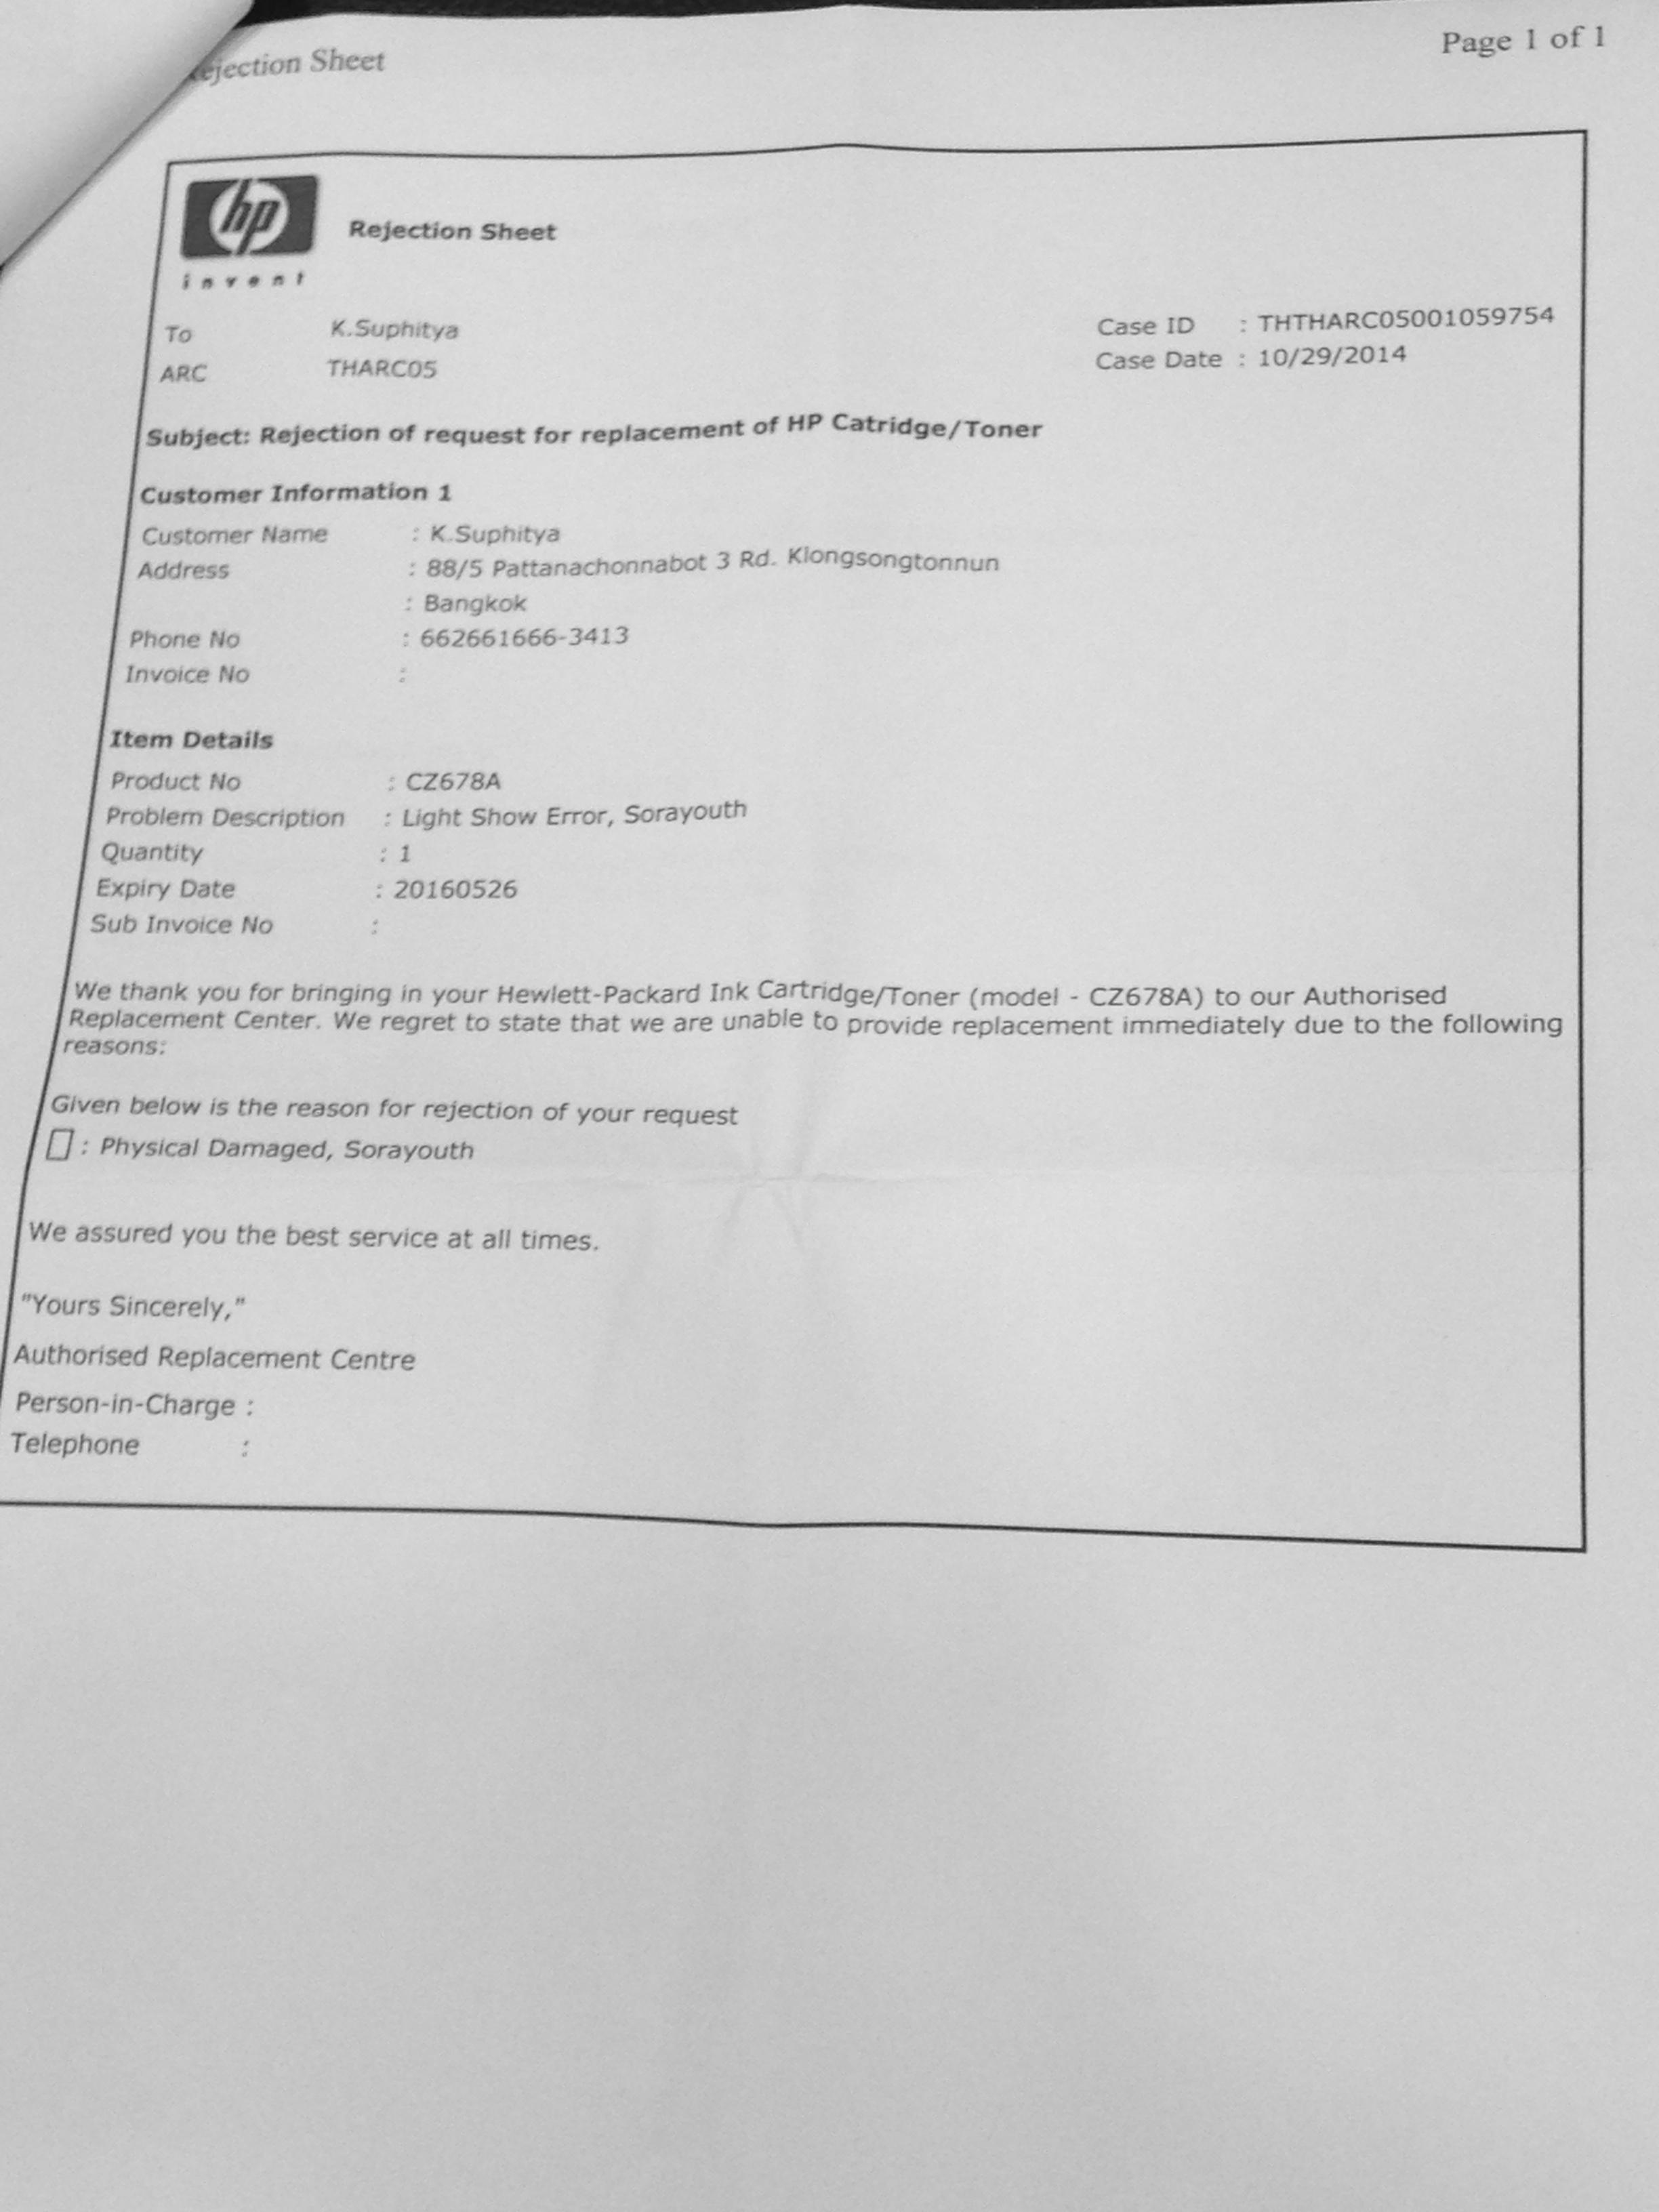 Rejection Sheet
Page 1 of 1
hp
invent
Rejection Sheet
To K.Suphitya
Case ID : THTHARC05001059754
ARC THARC05
Case Date : 10/29/2014
Subject: Rejection of request for replacement of HP Catridge/Toner
Customer Information 1
Customer Name : K.Suphitya
Address : 88/5 Pattanachonnabot 3 Rd. Klongsongtonnun
: Bangkok
Phone No : 662661666-3413
Invoice No :
Item Details
Product No : CZ678A
Problem Description : Light Show Error, Sorayouth
Quantity : 1
Expiry Date : 20160526
Sub Invoice No :
We thank you for bringing in your Hewlett-Packard Ink Cartridge/Toner (model - CZ678A) to our Authorised
Replacement Center. We regret to state that we are unable to provide replacement immediately due to the following
reasons:
Given below is the reason for rejection of your request
: Physical Damaged, Sorayouth
We assured you the best service at all times.
"Yours Sincerely,"
Authorised Replacement Centre
Person-in-Charge :
Telephone :